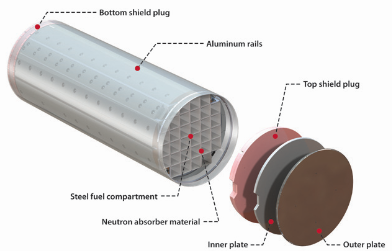 Bottom shield plug
Aluminum rails
Top shield plug
Steel fuel compartment
Neutron absorber material
Inner plate
Outer plate